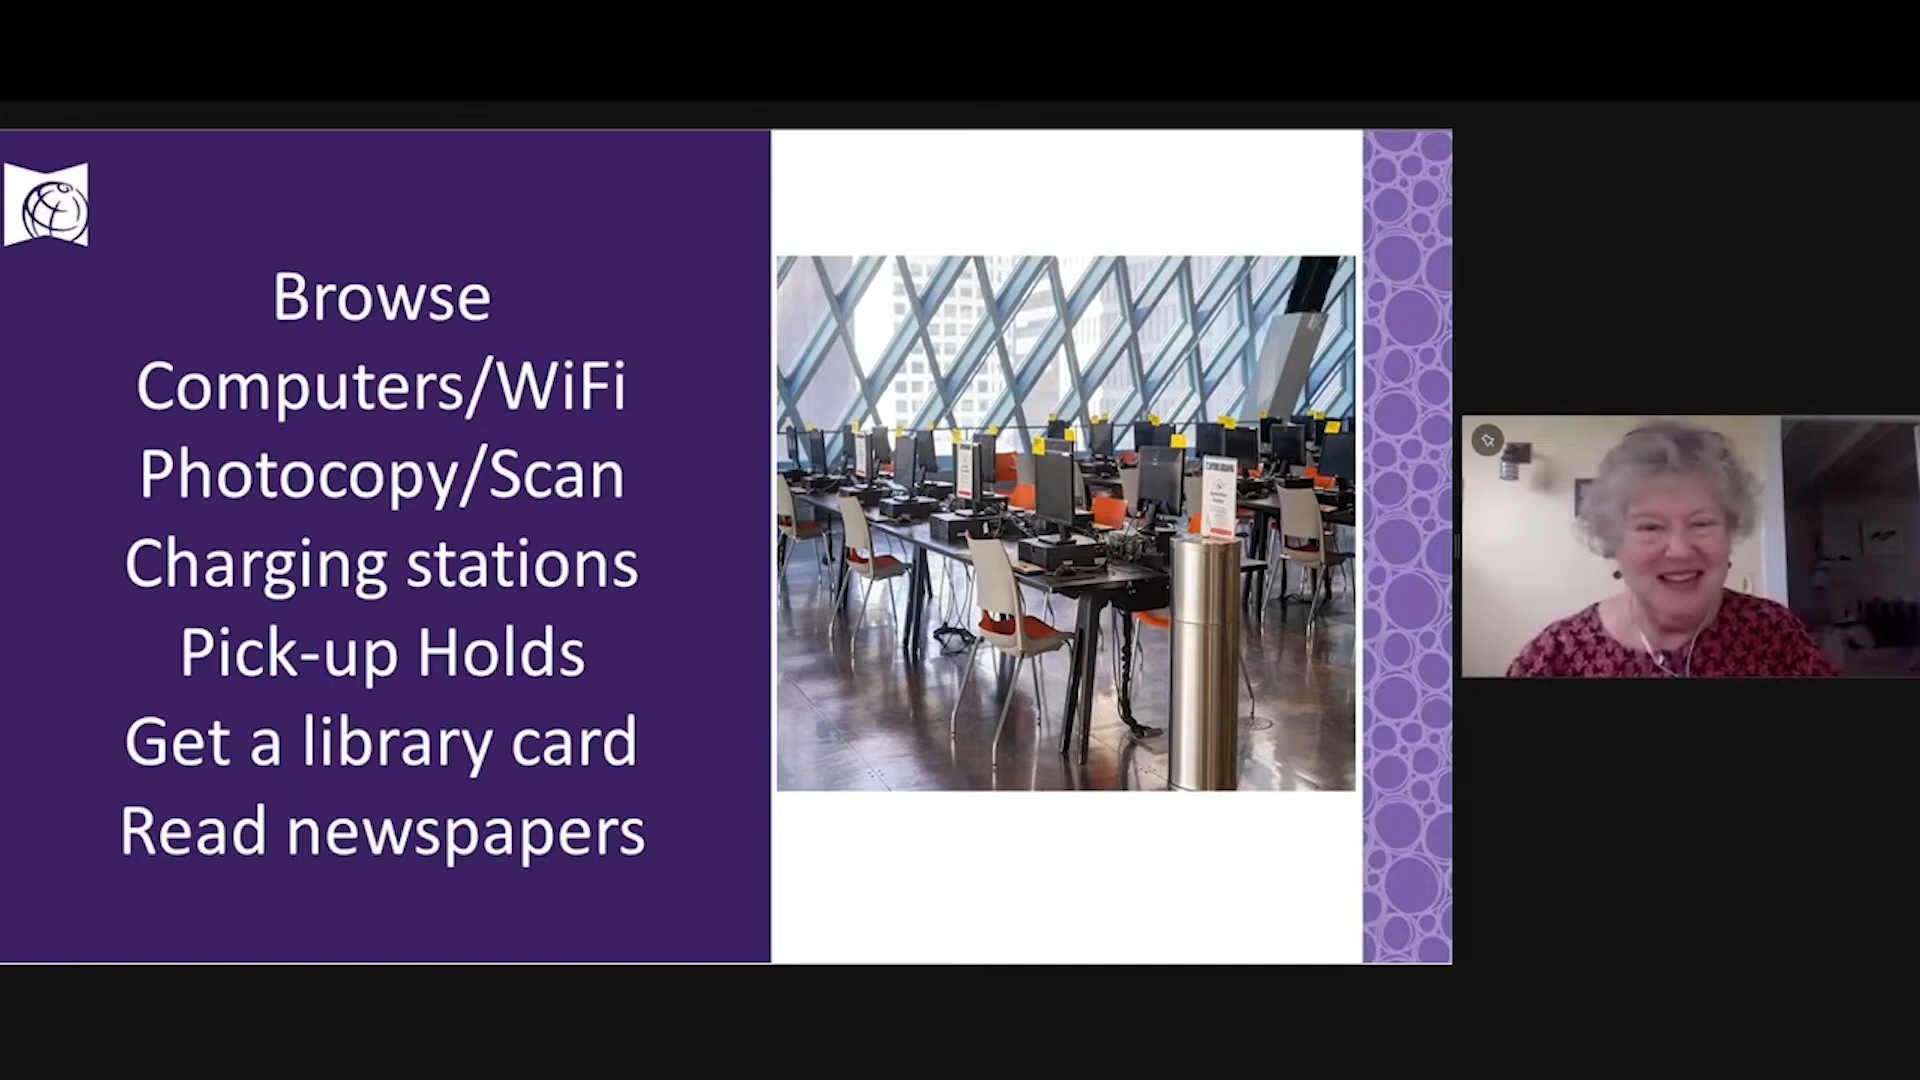 Browse
Computers/WiFi
Photocopy/Scan
Charging stations
Pick-up Holds
Get a library card
Read newspapers